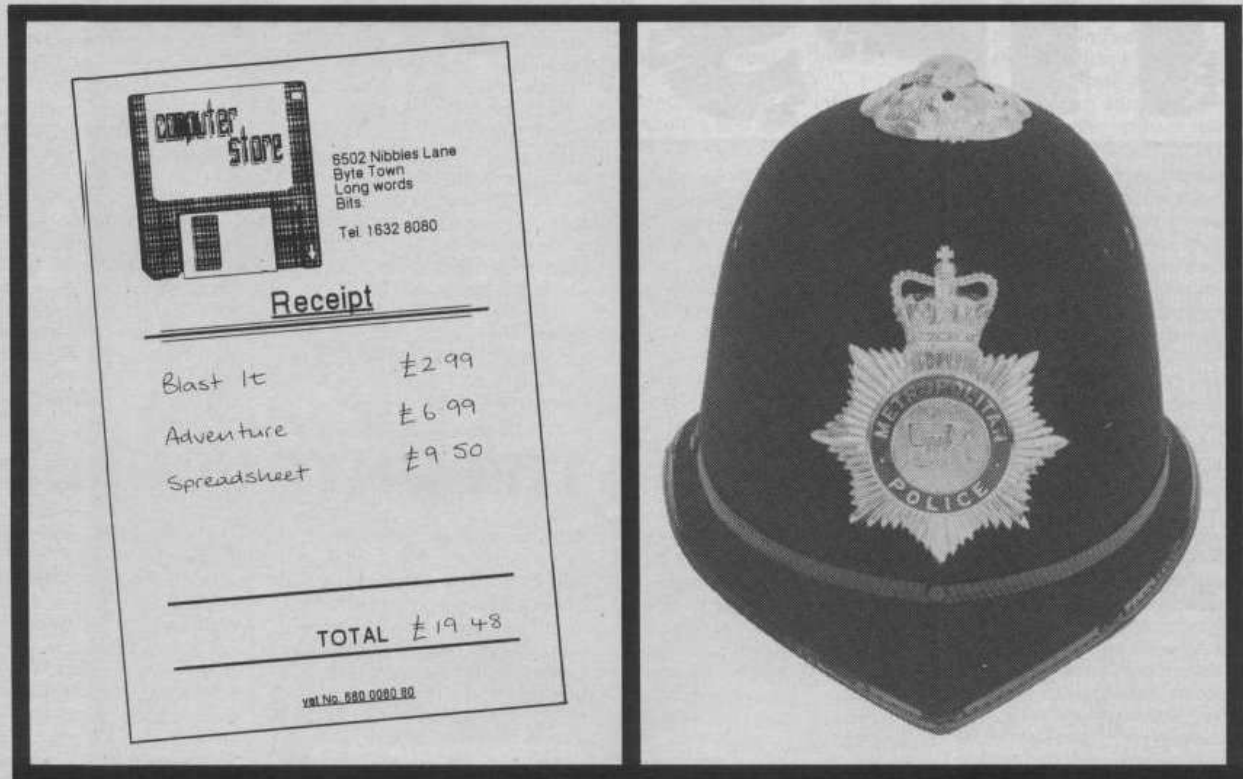 computer
store
6502 Nibbles Lane
Byte Town
Long words
Bits.
Tel. 1632 8080
Receipt
Blast It £2.99
Adventure £6.99
Spreadsheet £9.50
TOTAL £19.48
vat No. 680 0080 80
METROPOLITAN
POLICE